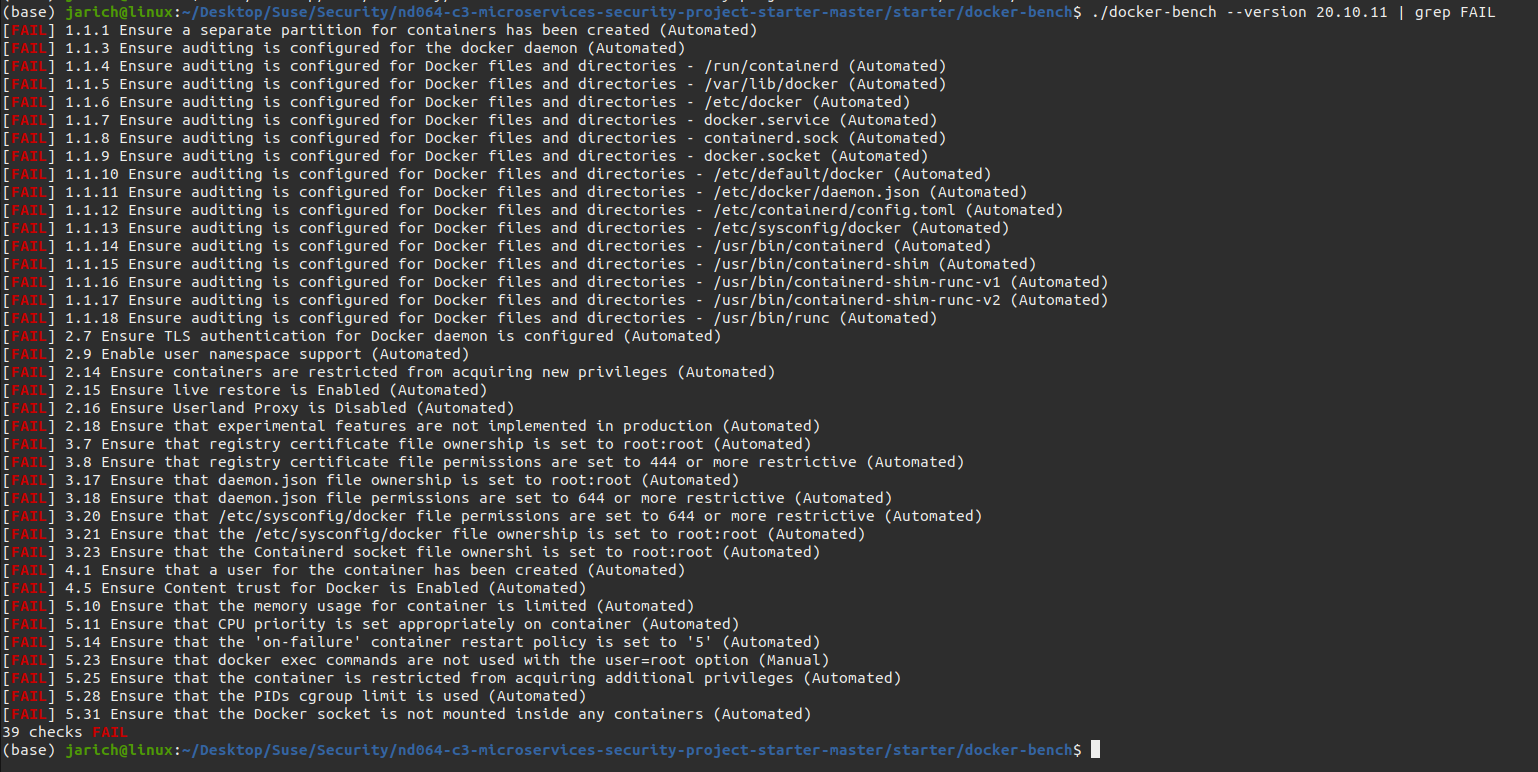 (base) jarich@linux:~/Desktop/Suse/Security/nd064-c3-microservices-security-project-starter-master/starter/docker-bench$ ./docker-bench --version 20.10.11 | grep FAIL
[FAIL] 1.1.1 Ensure a separate partition for containers has been created (Automated)
[FAIL] 1.1.3 Ensure auditing is configured for the docker daemon (Automated)
[FAIL] 1.1.4 Ensure auditing is configured for Docker files and directories - /run/containerd (Automated)
[FAIL] 1.1.5 Ensure auditing is configured for Docker files and directories - /var/lib/docker (Automated)
[FAIL] 1.1.6 Ensure auditing is configured for Docker files and directories - /etc/docker (Automated)
[FAIL] 1.1.7 Ensure auditing is configured for Docker files and directories - docker.service (Automated)
[FAIL] 1.1.8 Ensure auditing is configured for Docker files and directories - containerd.sock (Automated)
[FAIL] 1.1.9 Ensure auditing is configured for Docker files and directories - docker.socket (Automated)
[FAIL] 1.1.10 Ensure auditing is configured for Docker files and directories - /etc/default/docker (Automated)
[FAIL] 1.1.11 Ensure auditing is configured for Docker files and directories - /etc/docker/daemon.json (Automated)
[FAIL] 1.1.12 Ensure auditing is configured for Docker files and directories - /etc/containerd/config.toml (Automated)
[FAIL] 1.1.13 Ensure auditing is configured for Docker files and directories - /etc/sysconfig/docker (Automated)
[FAIL] 1.1.14 Ensure auditing is configured for Docker files and directories - /usr/bin/containerd (Automated)
[FAIL] 1.1.15 Ensure auditing is configured for Docker files and directories - /usr/bin/containerd-shim (Automated)
[FAIL] 1.1.16 Ensure auditing is configured for Docker files and directories - /usr/bin/containerd-shim-runc-v1 (Automated)
[FAIL] 1.1.17 Ensure auditing is configured for Docker files and directories - /usr/bin/containerd-shim-runc-v2 (Automated)
[FAIL] 1.1.18 Ensure auditing is configured for Docker files and directories - /usr/bin/runc (Automated)
[FAIL] 2.7 Ensure TLS authentication for Docker daemon is configured (Automated)
[FAIL] 2.9 Enable user namespace support (Automated)
[FAIL] 2.14 Ensure containers are restricted from acquiring new privileges (Automated)
[FAIL] 2.15 Ensure live restore is Enabled (Automated)
[FAIL] 2.16 Ensure Userland Proxy is Disabled (Automated)
[FAIL] 2.18 Ensure that experimental features are not implemented in production (Automated)
[FAIL] 3.7 Ensure that registry certificate file ownership is set to root:root (Automated)
[FAIL] 3.8 Ensure that registry certificate file permissions are set to 444 or more restrictive (Automated)
[FAIL] 3.17 Ensure that daemon.json file ownership is set to root:root (Automated)
[FAIL] 3.18 Ensure that daemon.json file permissions are set to 644 or more restrictive (Automated)
[FAIL] 3.20 Ensure that /etc/sysconfig/docker file permissions are set to 644 or more restrictive (Automated)
[FAIL] 3.21 Ensure that the /etc/sysconfig/docker file ownership is set to root:root (Automated)
[FAIL] 3.23 Ensure that the Containerd socket file ownershi is set to root:root (Automated)
[FAIL] 4.1 Ensure that a user for the container has been created (Automated)
[FAIL] 4.5 Ensure Content trust for Docker is Enabled (Automated)
[FAIL] 5.10 Ensure that the memory usage for container is limited (Automated)
[FAIL] 5.11 Ensure that CPU priority is set appropriately on container (Automated)
[FAIL] 5.14 Ensure that the 'on-failure' container restart policy is set to '5' (Automated)
[FAIL] 5.23 Ensure that docker exec commands are not used with the user=root option (Manual)
[FAIL] 5.25 Ensure that the container is restricted from acquiring additional privileges (Automated)
[FAIL] 5.28 Ensure that the PIDs cgroup limit is used (Automated)
[FAIL] 5.31 Ensure that the Docker socket is not mounted inside any containers (Automated)
39 checks FAIL
(base) jarich@linux:~/Desktop/Suse/Security/nd064-c3-microservices-security-project-starter-master/starter/docker-bench$